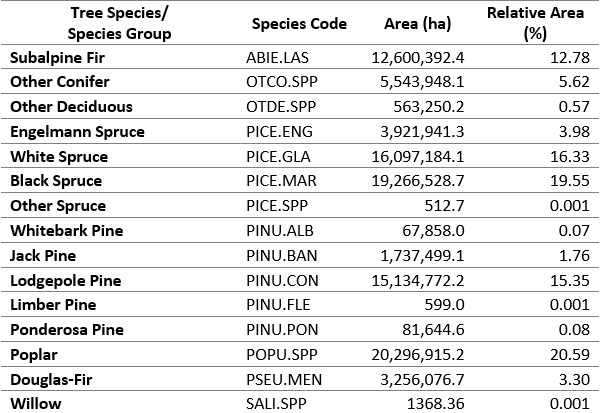 Tree Species/ Species Group Species Code Area (ha) Relative Area (%)
Subalpine Fir ABIE.LAS 12,600,392.4 12.78
Other Conifer OTCO.SPP 5,543,948.1 5.62
Other Deciduous OTDE.SPP 563,250.2 0.57
Engelmann Spruce PICE.ENG 3,921,941.3 3.98
White Spruce PICE.GLA 16,097,184.1 16.33
Black Spruce PICE.MAR 19,266,528.7 19.55
Other Spruce PICE.SPP 512.7 0.001
Whitebark Pine PINU.ALB 67,858.0 0.07
Jack Pine PINU.BAN 1,737,499.1 1.76
Lodgepole Pine PINU.CON 15,134,772.2 15.35
Limber Pine PINU.FLE 599.0 0.001
Ponderosa Pine PINU.PON 81,644.6 0.08
Poplar POPU.SPP 20,296,915.2 20.59
Douglas-Fir PSEU.MEN 3,256,076.7 3.30
Willow SALI.SPP 1368.36 0.001